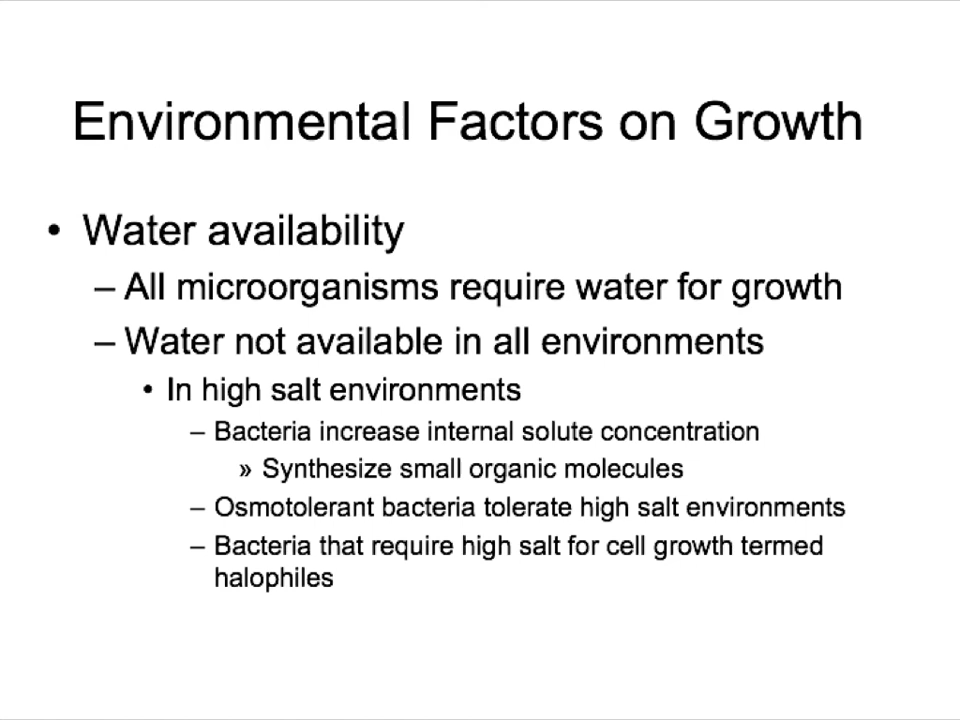 Environmental Factors on Growth
• Water availability
– All microorganisms require water for growth
– Water not available in all environments
• In high salt environments
– Bacteria increase internal solute concentration
» Synthesize small organic molecules
– Osmotolerant bacteria tolerate high salt environments
– Bacteria that require high salt for cell growth termed
halophiles